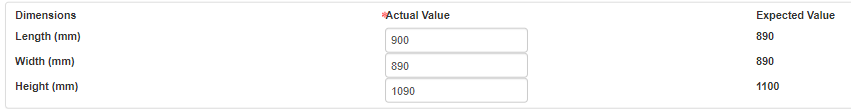 Dimensions *Actual Value Expected Value
Length (mm) 900 890
Width (mm) 890 890
Height (mm) 1090 1100